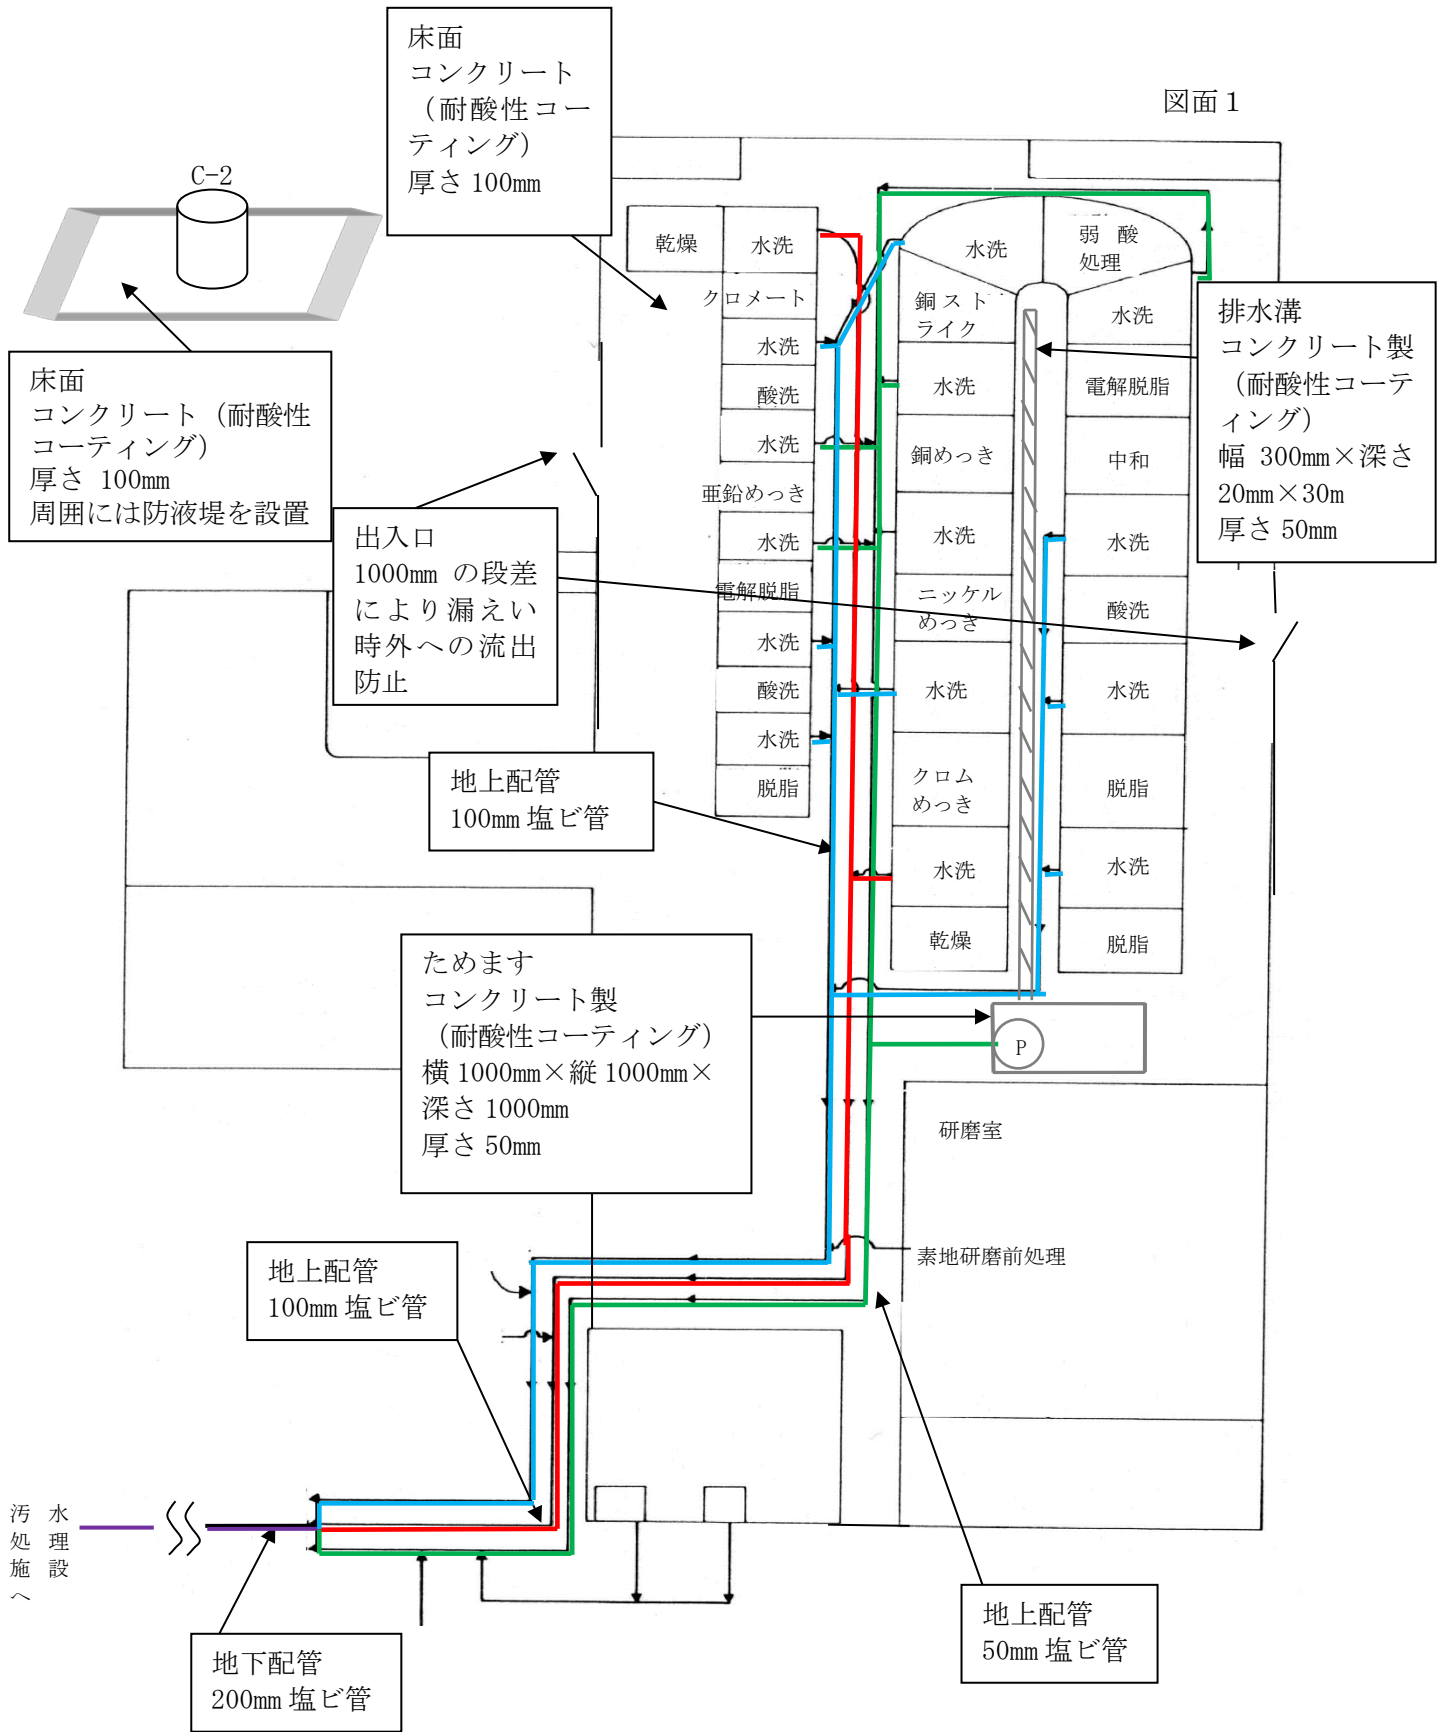 図面１
床面
コンクリート
（耐酸性コー
ティング）
厚さ 100mm
C-2
床面
コンクリート（耐酸性
コーティング）
厚さ 100mm
周囲には防液堤を設置
出入口
1000mm の段差
により漏えい
時外への流出
防止
乾燥
水洗
クロメート
水洗
酸洗
水洗
亜鉛めっき
水洗
電解脱脂
水洗
酸洗
水洗
脱脂
水洗
弱 酸
処理
銅スト
ライク
水洗
銅めっき
水洗
ニッケル
めっき
水洗
クロム
めっき
水洗
乾燥
水洗
電解脱脂
中和
水洗
酸洗
水洗
脱脂
水洗
脱脂
排水溝
コンクリート製
（耐酸性コーテ
ィング）
幅 300mm×深さ
20mm×30m
厚さ 50mm
地上配管
100mm 塩ビ管
ためます
コンクリート製
（耐酸性コーティング）
横 1000mm×縦 1000mm×
深さ 1000mm
厚さ 50mm
P
研磨室
素地研磨前処理
地上配管
100mm 塩ビ管
汚 水
処 理
施 設
へ
地下配管
200mm 塩ビ管
地上配管
50mm 塩ビ管